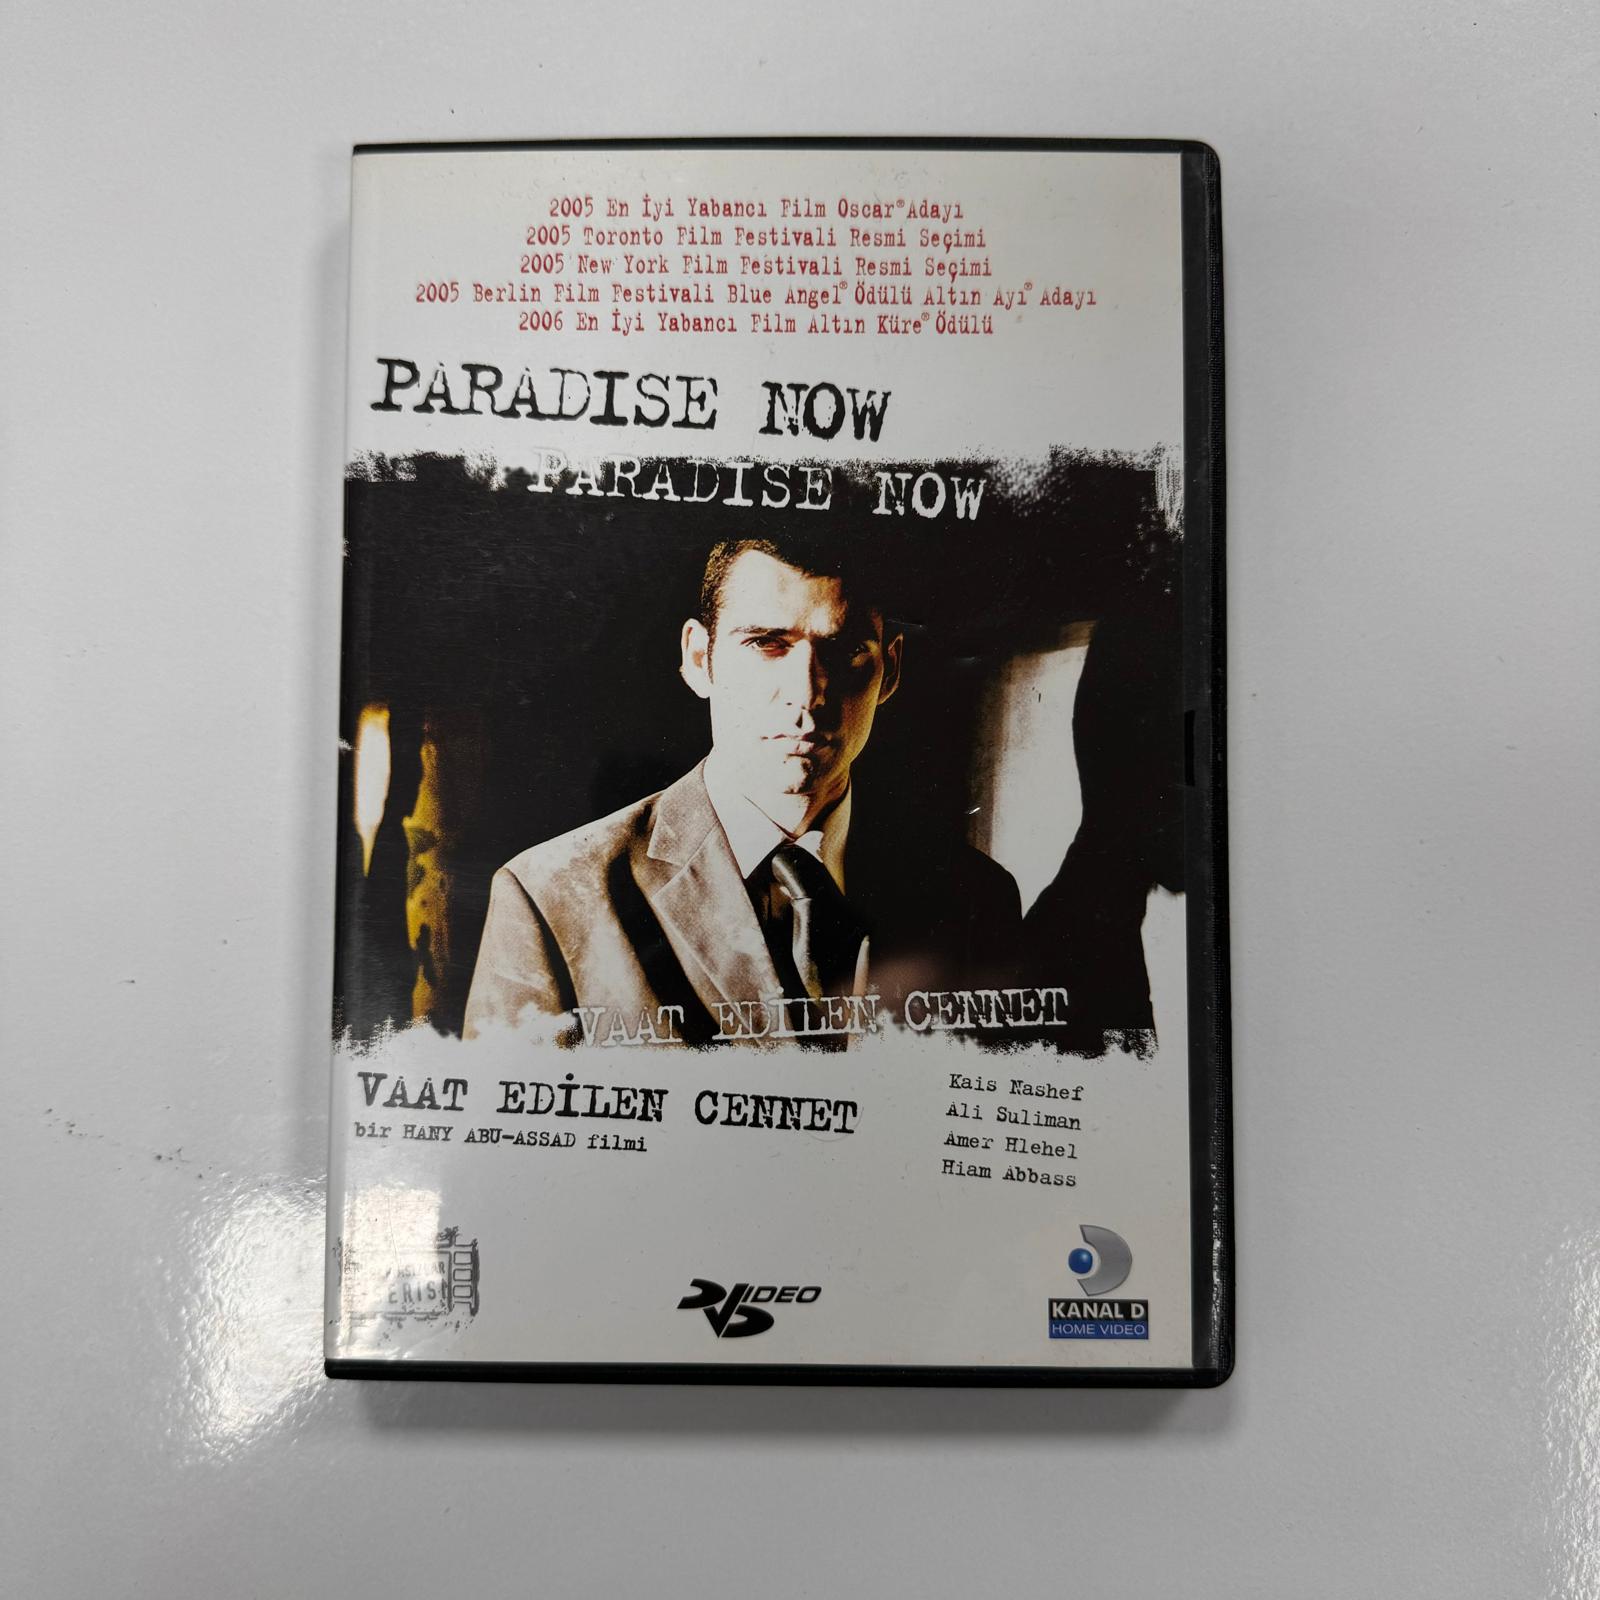 2005 En İyi Yabancı Film Oscar® Adayı
2005 Toronto Film Festivali Resmi Seçimi
2005 New York Film Festivali Resmi Seçimi
2005 Berlin Film Festivali Blue Angel® Ödülü Altın Ayı® Adayı
2006 En İyi Yabancı Film Altın Küre® Ödülü
PARADISE NOW
PARADISE NOW
VAAT EDİLEN CENNET
VAAT EDİLEN CENNET
bir HANY ABU-ASSAD filmi
Kais Nashef
Ali Suliman
Amer Hlehel
Hiam Abbass
DVD VIDEO
KANAL D
HOME VIDEO